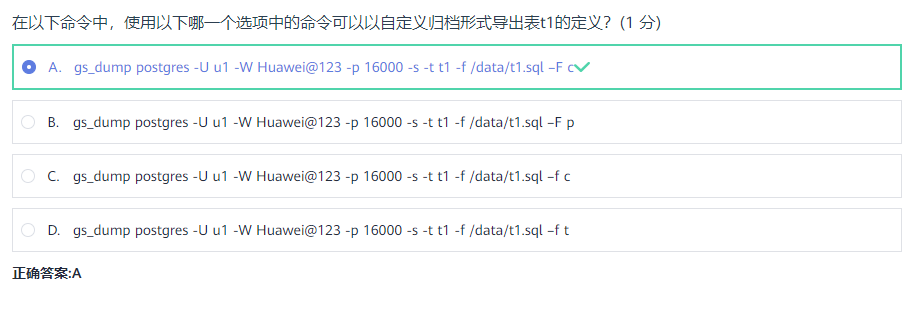 在以下命令中，使用以下哪一个选项中的命令可以以自定义归档形式导出表t1的定义？(1 分)
A. gs_dump postgres -U u1 -W Huawei@123 -p 16000 -s -t t1 -f /data/t1.sql –F c
B. gs_dump postgres -U u1 -W Huawei@123 -p 16000 -s -t t1 -f /data/t1.sql –F p
C. gs_dump postgres -U u1 -W Huawei@123 -p 16000 -s -t t1 -f /data/t1.sql –f c
D. gs_dump postgres -U u1 -W Huawei@123 -p 16000 -s -t t1 -f /data/t1.sql –f t
正确答案:A